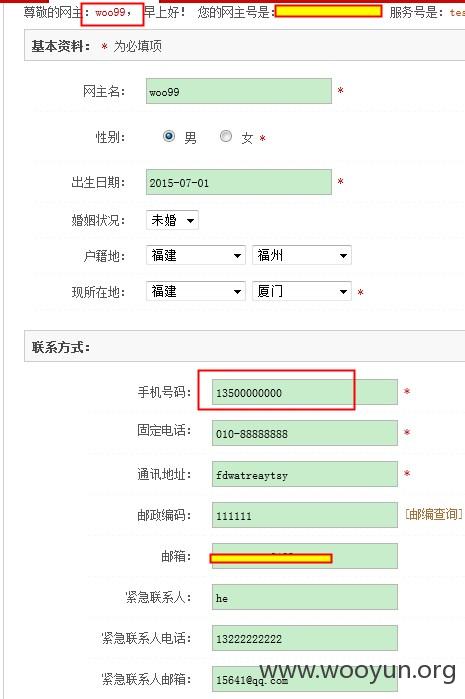 尊敬的网主：woo99， 早上好！ 您的网主号是： 服务号是：tes
基本资料： * 为必填项
网主名： woo99 *
性别： 男 女 *
出生日期： 2015-07-01 *
婚姻状况： 未婚
户籍地： 福建 福州
现所在地： 福建 厦门 *
联系方式：
手机号码： 13500000000 *
固定电话： 010-88888888 *
通讯地址： fdwatreaytsy *
邮政编码： 111111 [邮编查询]
邮箱：
紧急联系人： he
紧急联系人电话： 13222222222
紧急联系人邮箱： 15641@qq.com
www.wooyun.org